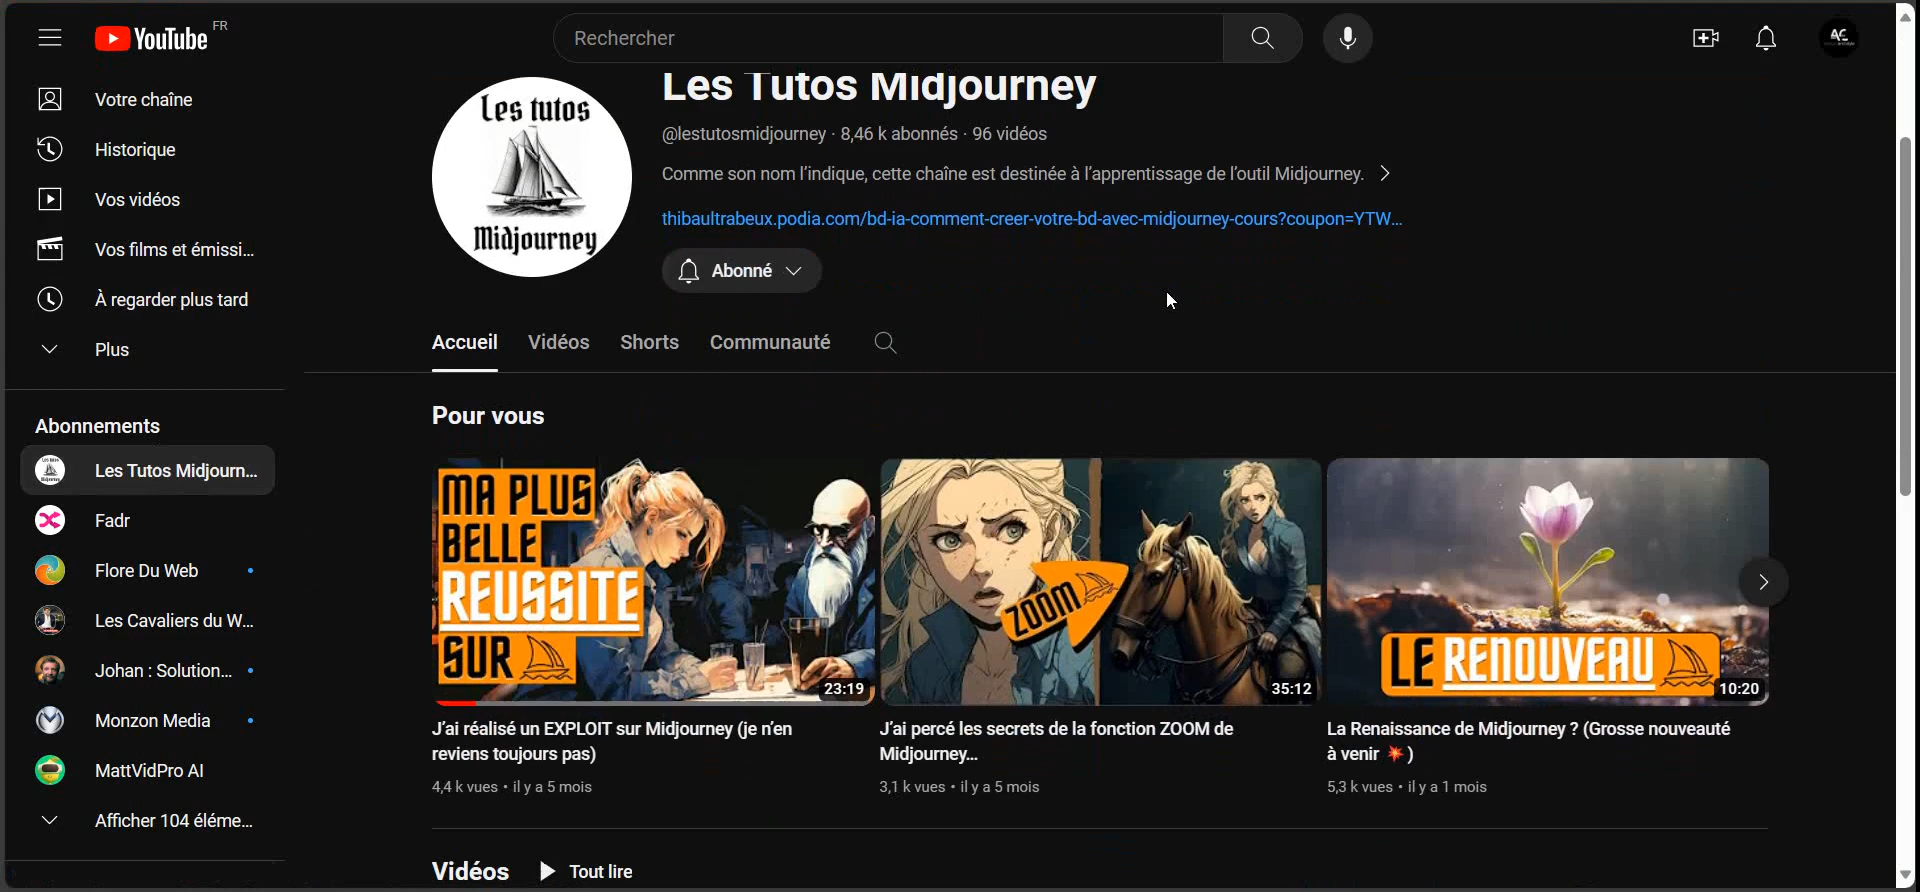 YouTube FR
Rechercher
Votre chaîne
Historique
Vos vidéos
Vos films et émissi...
À regarder plus tard
Plus
Abonnements
Les Tutos Midjourn...
Fadr
Flore Du Web
Les Cavaliers du W...
Johan : Solution...
Monzon Media
MattVidPro AI
Afficher 104 éléme...
Les tutos
Midjourney
Les Tutos Midjourney
@lestutosmidjourney · 8,46 k abonnés · 96 vidéos
Comme son nom l'indique, cette chaîne est destinée à l'apprentissage de l'outil Midjourney.
thibaultrabeux.podia.com/bd-ia-comment-creer-votre-bd-avec-midjourney-cours?coupon=YTW...
Abonné
Accueil Vidéos Shorts Communauté
Pour vous
MA PLUS
BELLE
REUSSITE
SUR
23:19
J'ai réalisé un EXPLOIT sur Midjourney (je n'en
reviens toujours pas)
4,4 k vues • il y a 5 mois
ZOOM
35:12
J'ai percé les secrets de la fonction ZOOM de
Midjourney...
3,1 k vues • il y a 5 mois
LE RENOUVEAU
10:20
La Renaissance de Midjourney ? (Grosse nouveauté
à venir 💥)
5,3 k vues • il y a 1 mois
Vidéos Tout lire